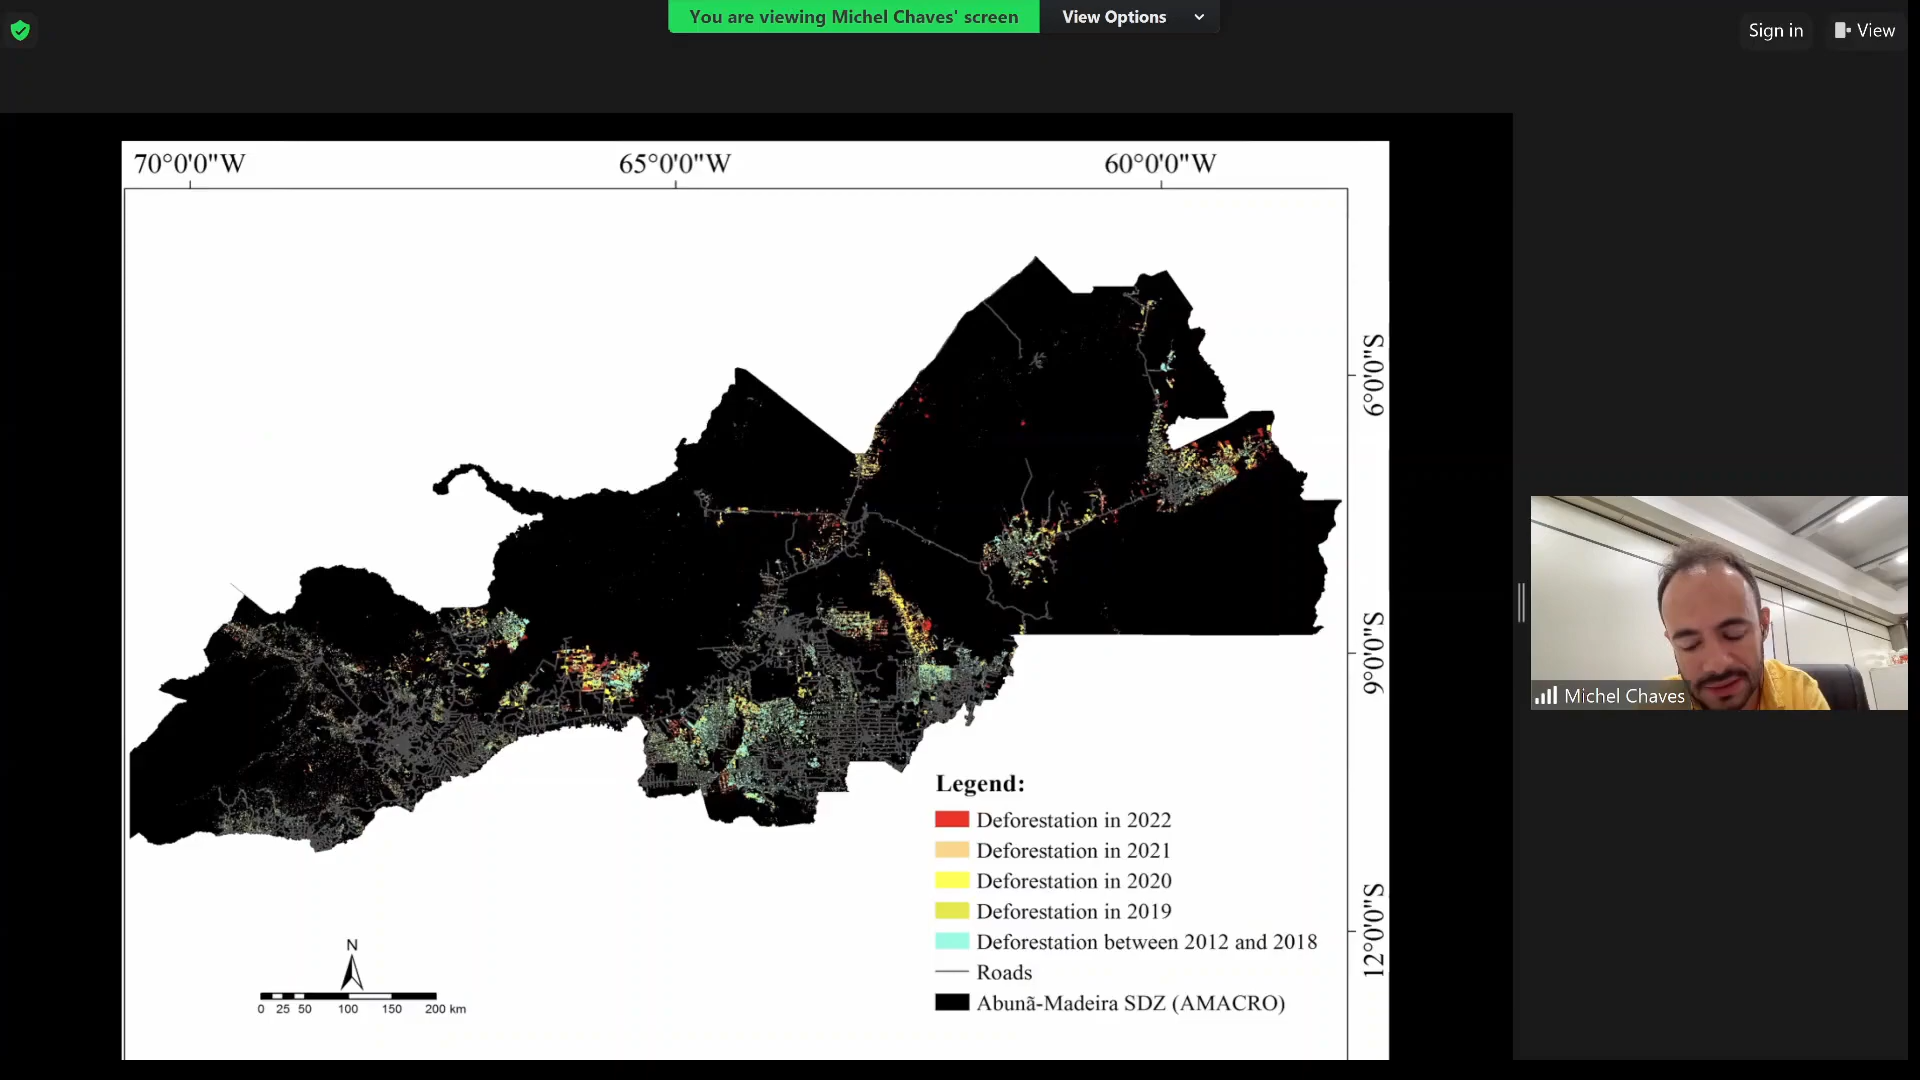 You are viewing Michel Chaves' screen
View Options
Sign in
View
70°0'0"W
65°0'0"W
60°0'0"W
6°0'0"S
9°0'0"S
12°0'0"S
Legend:
Deforestation in 2022
Deforestation in 2021
Deforestation in 2020
Deforestation in 2019
Deforestation between 2012 and 2018
Roads
Abunã-Madeira SDZ (AMACRO)
N
0 25 50 100 150 200 km
Michel Chaves